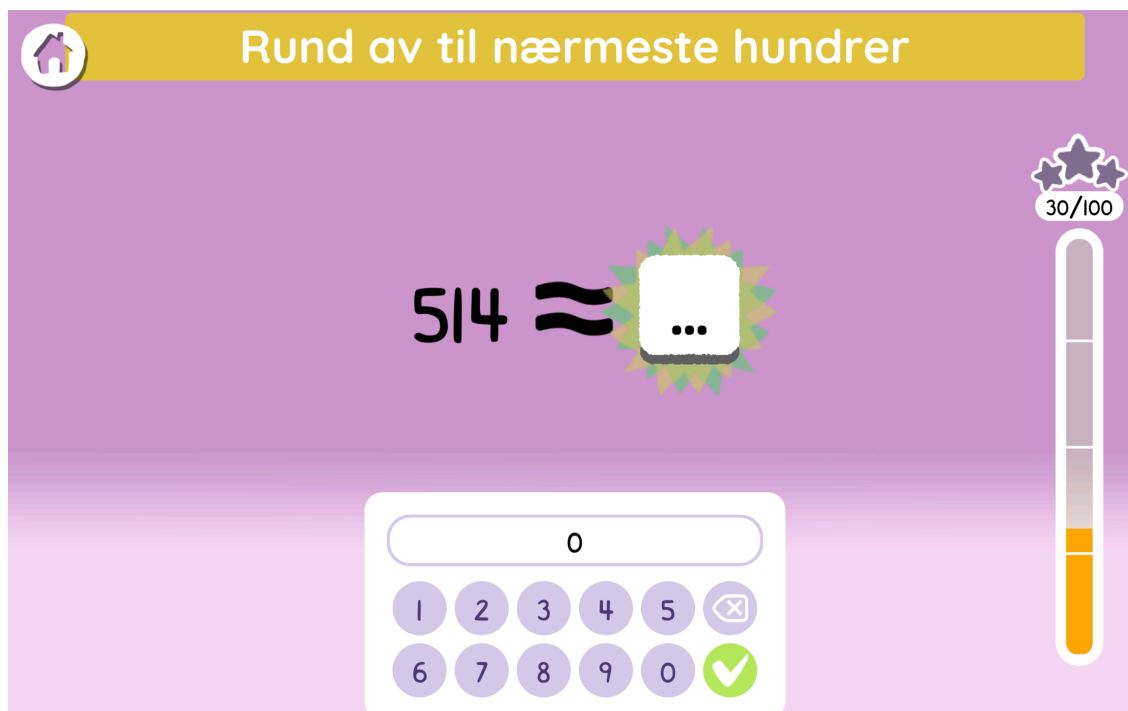 Rund av til nærmeste hundrer
30/100
514 ≈ ...
0
1 2 3 4 5
6 7 8 9 0